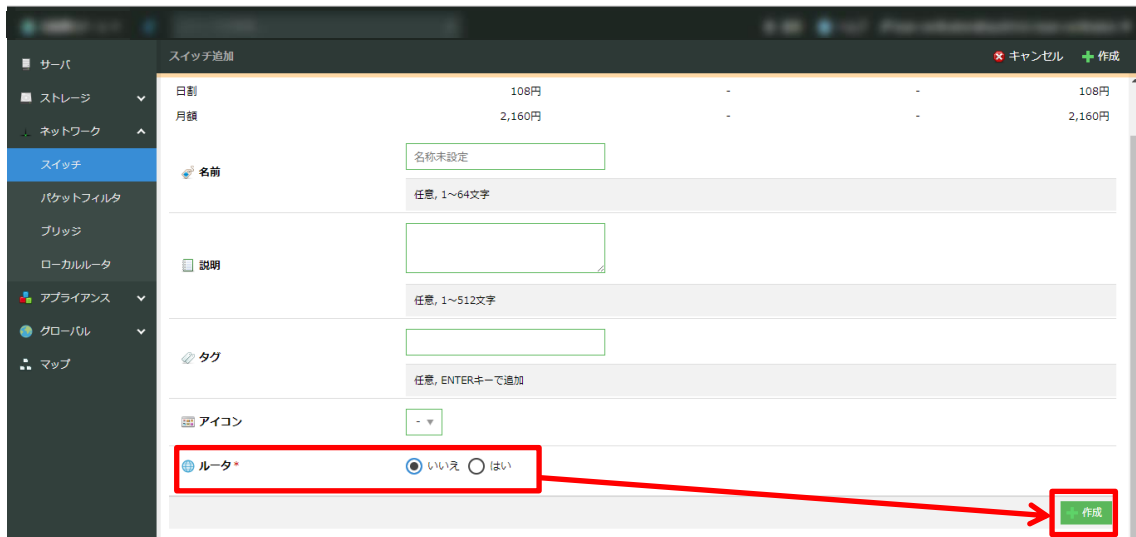 サーバ
ストレージ
ネットワーク
スイッチ
パケットフィルタ
ブリッジ
ローカルルータ
アプライアンス
グローバル
マップ
スイッチ追加 キャンセル 作成
日割 108円 - - 108円
月額 2,160円 - - 2,160円
名前 名称未設定
任意, 1～64文字
説明
任意, 1～512文字
タグ
任意, ENTERキーで追加
アイコン -
ルータ* いいえ はい
作成